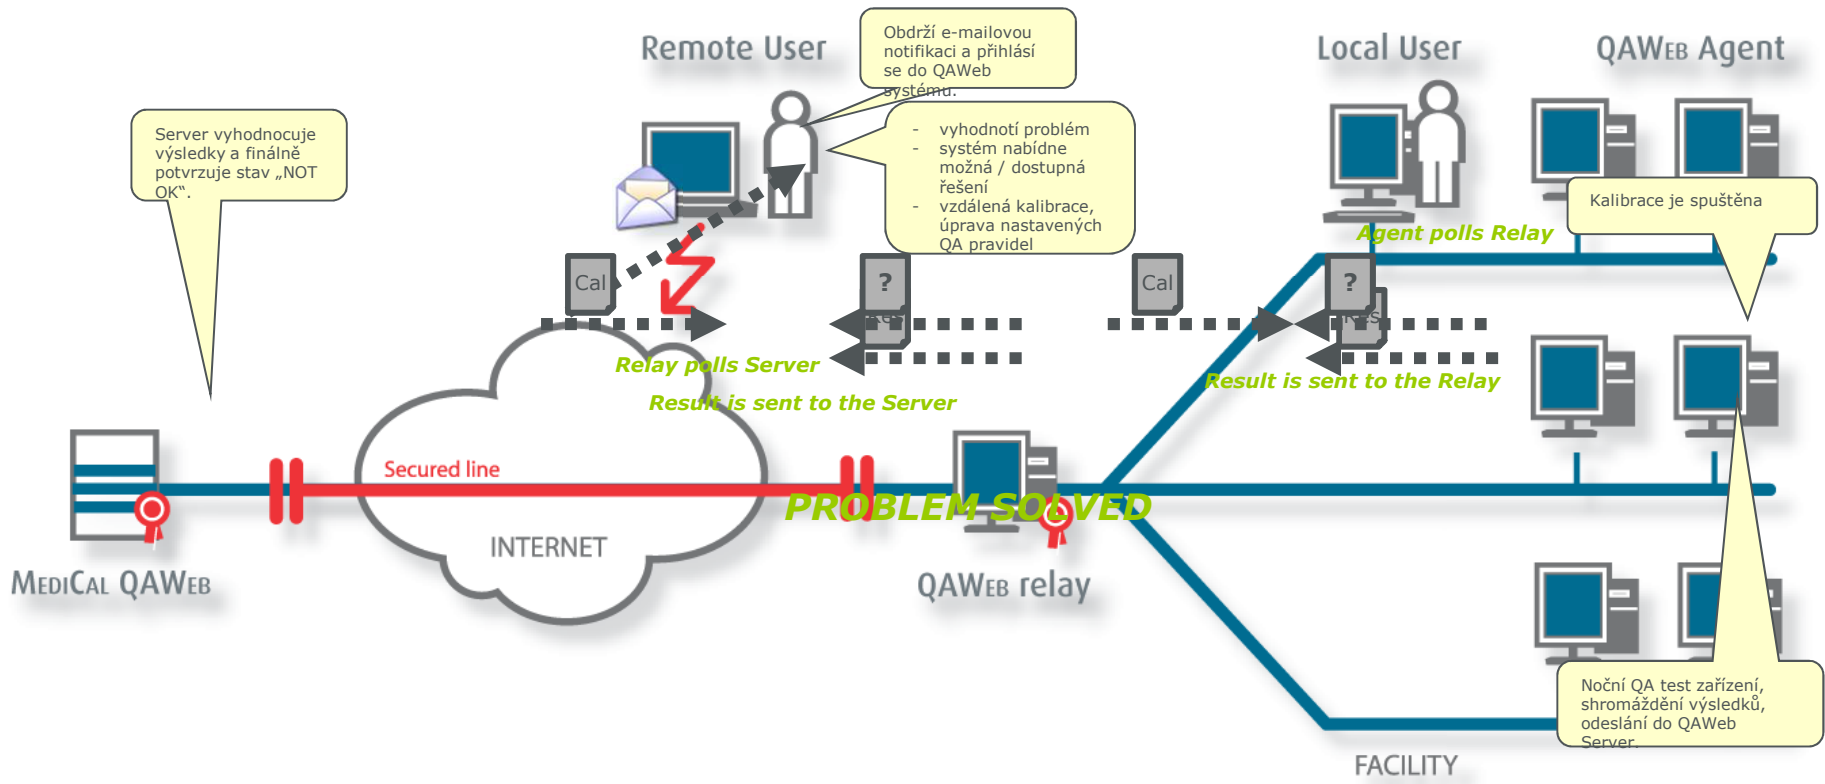 Remote User
Obdrží e-mailovou
notifikaci a přihlásí
se do QAWeb
systému.
Local User
QAWEB Agent
Server vyhodnocuje
výsledky a finálně
potvrzuje stav „NOT
OK“.
- vyhodnotí problém
- systém nabídne
možná / dostupná
řešení
- vzdálená kalibrace,
úprava nastavených
QA pravidel
Kalibrace je spuštěna
Agent polls Relay
Cal
?
Res
Cal
?
Res
Relay polls Server
Result is sent to the Server
Result is sent to the Relay
Secured line
PROBLEM SOLVED
INTERNET
MEDICAL QAWEB
QAWEB relay
Noční QA test zařízení,
shromáždění výsledků,
odeslání do QAWeb
Server.
FACILITY